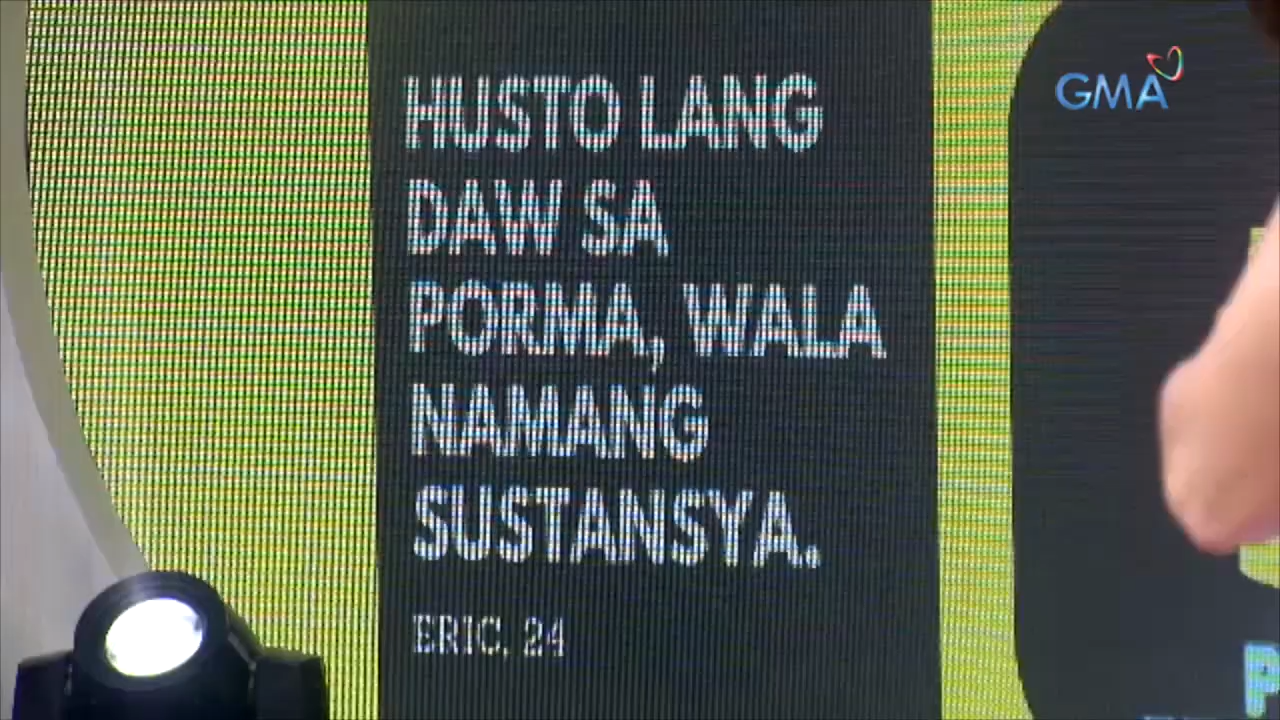 HUSTO LANG
DAW SA
PORMA, WALA
NAMANG
SUSTANSYA.
ERIC, 24
GMA
P